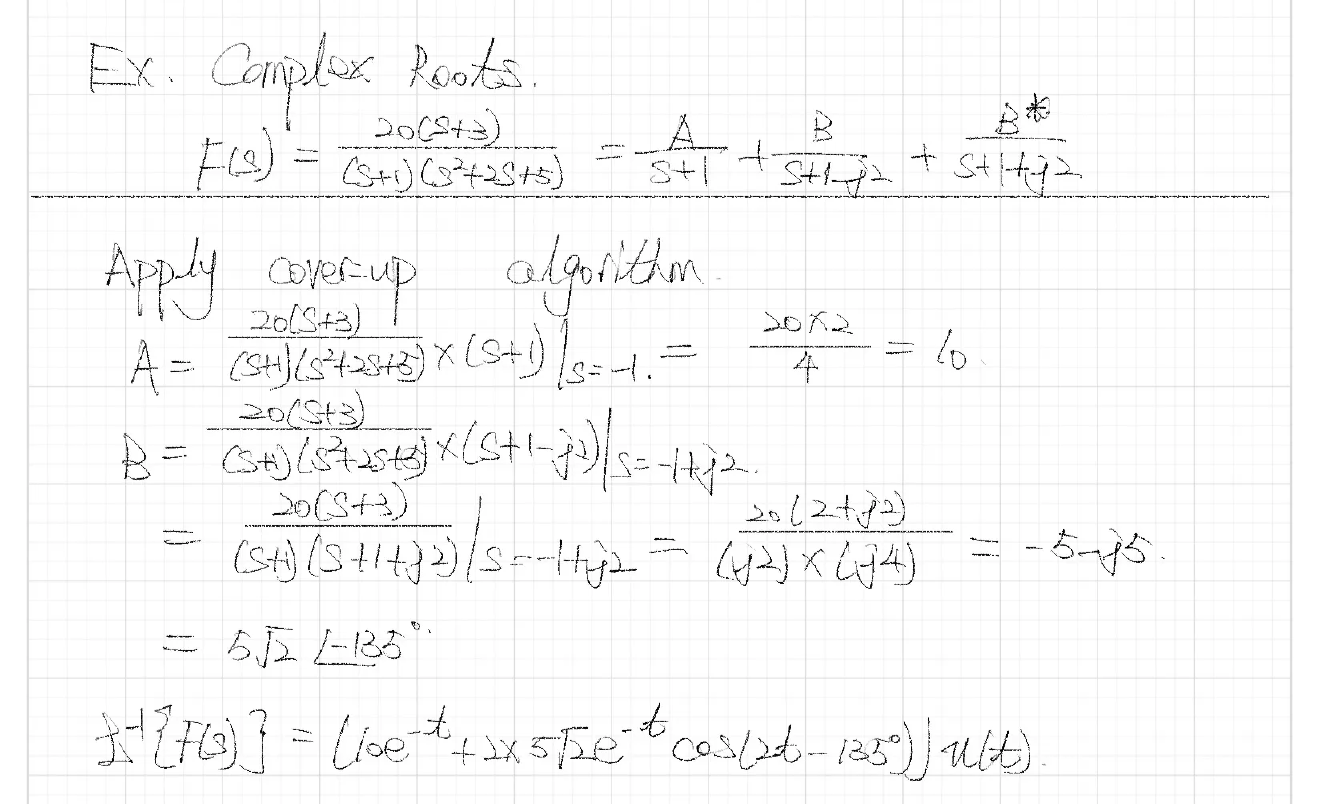 Ex. Complex Roots.
F(s) = 20(s+3) / (s+1)(s²+2s+5) = A / s+1 + B / s+1-j2 + B* / s+1+j2
Apply cover-up algorithm.
A = 20(s+3) / (s+1)(s²+2s+5) × (s+1) |s=-1. = 20×2 / 4 = 10.
B = 20(s+3) / (s+1)(s²+2s+5) × (s+1-j2) |s=-1+j2.
= 20(s+3) / (s+1)(s+1+j2) |s=-1+j2 = 20(2+j2) / (j2)×(j4) = -5-j5.
= 5√2 ∠-135°.
ℒ⁻¹{F(s)} = (10e^-t + 2×5√2e^-t cos(2t-135°)) u(t).